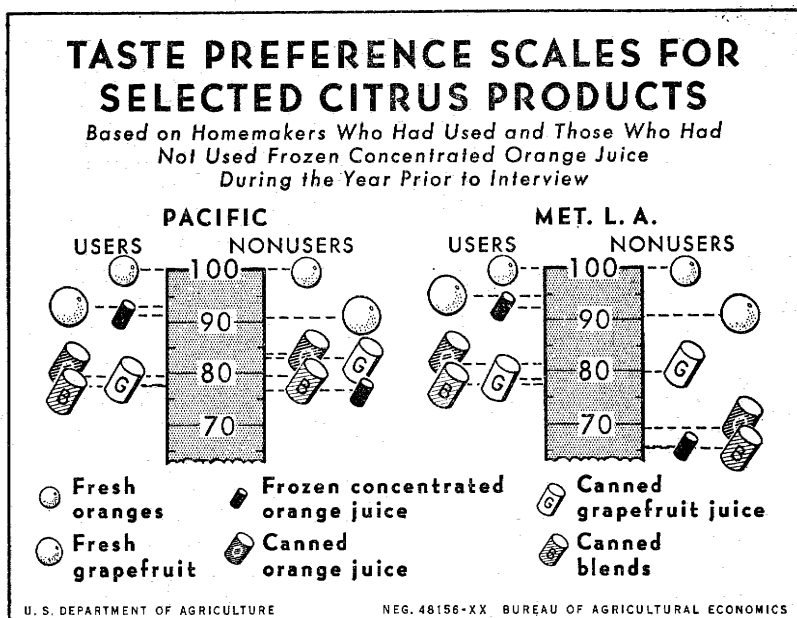 TASTE PREFERENCE SCALES FOR
SELECTED CITRUS PRODUCTS
Based on Homemakers Who Had Used and Those Who Had
Not Used Frozen Concentrated Orange Juice
During the Year Prior to Interview
PACIFIC
USERS
NONUSERS
100
90
80
70
G
B
G
B
MET. L. A.
USERS
NONUSERS
100
90
80
70
G
B
G
B
Fresh
oranges
Frozen concentrated
orange juice
G
Canned
grapefruit juice
Fresh
grapefruit
O
Canned
orange juice
B
Canned
blends
U. S. DEPARTMENT OF AGRICULTURE
NEG. 48156-XX BUREAU OF AGRICULTURAL ECONOMICS